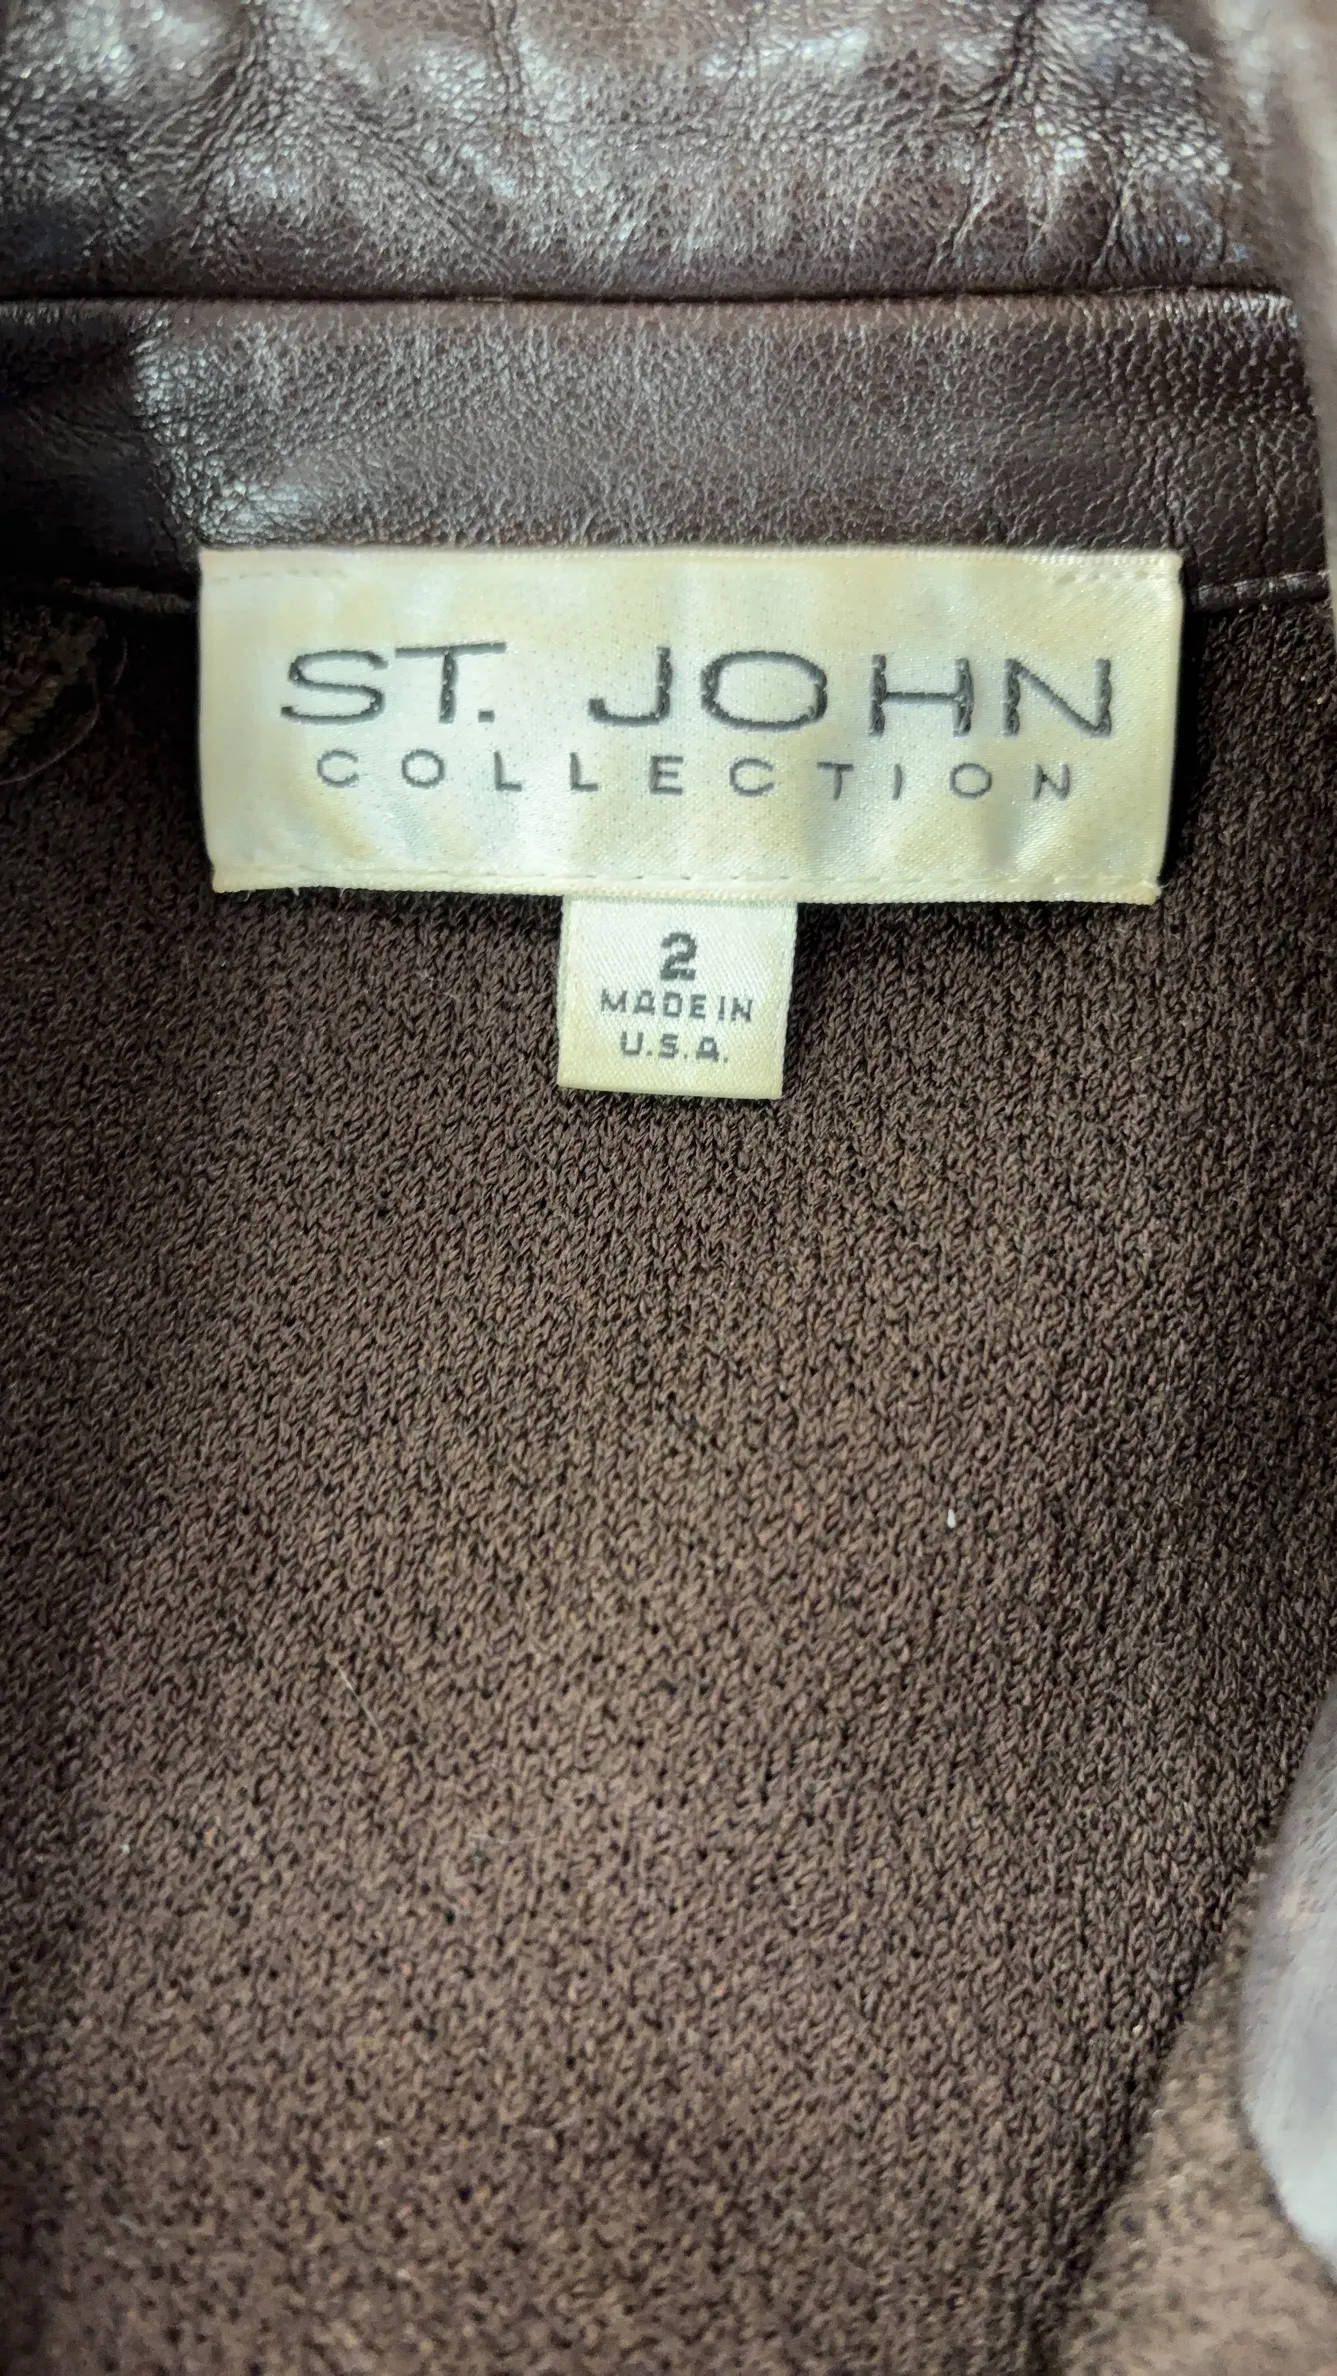 ST. JOHN
COLLECTION
2
MADE IN
U.S.A.